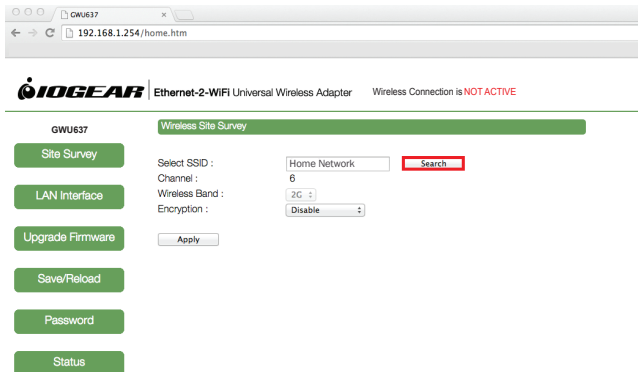 GWU637
192.168.1.254/home.htm
IOGEAR Ethernet-2-WiFi Universal Wireless Adapter Wireless Connection is NOT ACTIVE
GWU637
Site Survey
LAN Interface
Upgrade Firmware
Save/Reload
Password
Status
Wireless Site Survey
Select SSID : Home Network Search
Channel : 6
Wireless Band : 2G
Encryption : Disable
Apply